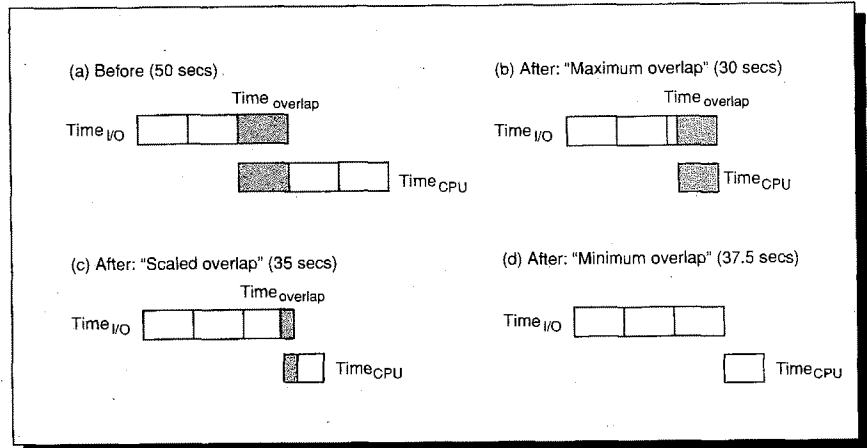 (a) Before (50 secs)
Time overlap
Time I/O
Time CPU
(b) After: "Maximum overlap" (30 secs)
Time overlap
Time I/O
Time CPU
(c) After: "Scaled overlap" (35 secs)
Time overlap
Time I/O
Time CPU
(d) After: "Minimum overlap" (37.5 secs)
Time I/O
Time CPU